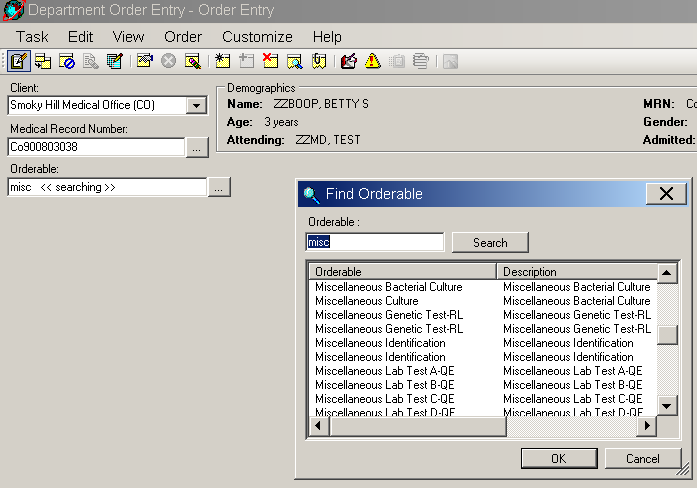 Department Order Entry - Order Entry
Task Edit View Order Customize Help
Client:
Smoky Hill Medical Office (CO)
Medical Record Number:
Co900803038
...
Orderable:
misc << searching >>
...
Demographics
Name: ZZBOOP, BETTY S
MRN: Co
Age: 3 years
Gender:
Attending: ZZMD, TEST
Admitted:
Find Orderable
Orderable :
misc
Search
Orderable Description
Miscellaneous Bacterial Culture Miscellaneous Bacterial Culture
Miscellaneous Culture Miscellaneous Bacterial Culture
Miscellaneous Genetic Test-RL Miscellaneous Genetic Test-RL
Miscellaneous Genetic Test-RL Miscellaneous Genetic Test-RL
Miscellaneous Identification Miscellaneous Identification
Miscellaneous Identification Miscellaneous Identification
Miscellaneous Lab Test A-QE Miscellaneous Lab Test A-QE
Miscellaneous Lab Test B-QE Miscellaneous Lab Test B-QE
Miscellaneous Lab Test C-QE Miscellaneous Lab Test C-QE
Miscellaneous Lab Test D-QE Miscellaneous Lab Test D-QE
OK Cancel